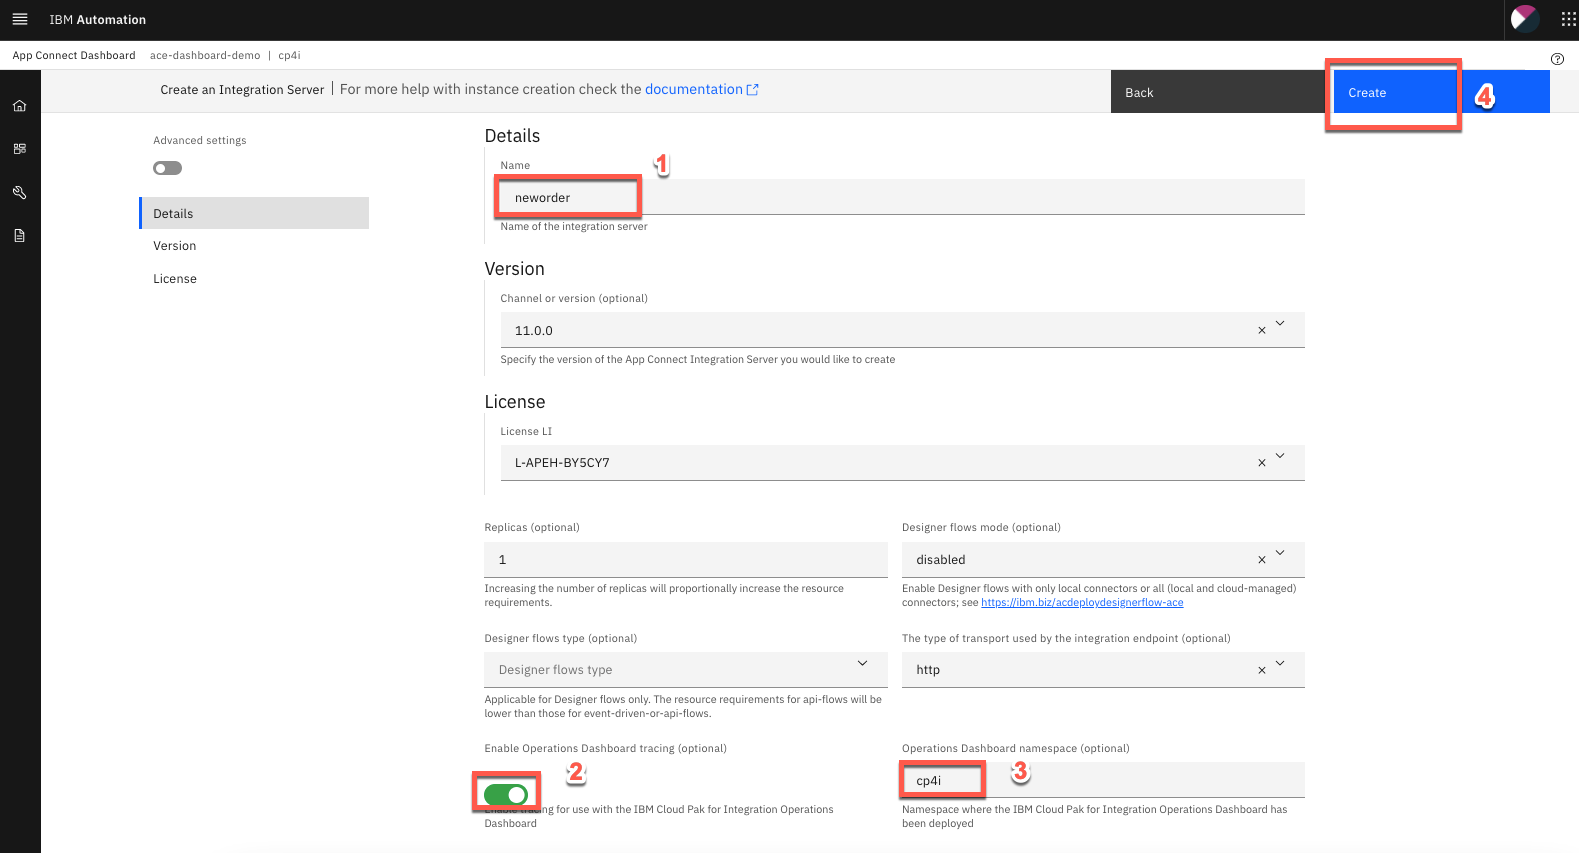 IBM Automation
App Connect Dashboard ace-dashboard-demo | cp4i
Create an Integration Server | For more help with instance creation check the documentation
Back
Create
4
Advanced settings
Details
Version
License
Details
Name
1
neworder
Name of the integration server
Version
Channel or version (optional)
11.0.0
Specify the version of the App Connect Integration Server you would like to create
License
License LI
L-APEH-BY5CY7
Replicas (optional)
1
Increasing the number of replicas will proportionally increase the resource
requirements.
Designer flows mode (optional)
disabled
Enable Designer flows with only local connectors or all (local and cloud-managed)
connectors; see https://ibm.biz/acdeploydesignerflow-ace
Designer flows type (optional)
Designer flows type
Applicable for Designer flows only. The resource requirements for api-flows will be
lower than those for event-driven-or-api-flows.
The type of transport used by the integration endpoint (optional)
http
Enable Operations Dashboard tracing (optional)
2
Enable tracing for use with the IBM Cloud Pak for Integration Operations
Dashboard
Operations Dashboard namespace (optional)
cp4i
3
Namespace where the IBM Cloud Pak for Integration Operations Dashboard has
been deployed